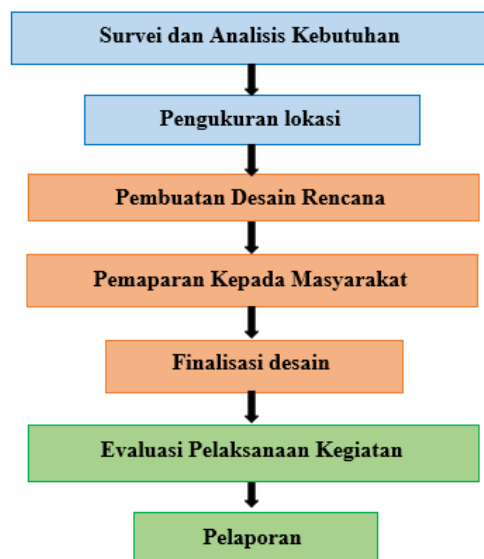 Survei dan Analisis Kebutuhan
Pengukuran lokasi
Pembuatan Desain Rencana
Pemaparan Kepada Masyarakat
Finalisasi desain
Evaluasi Pelaksanaan Kegiatan
Pelaporan